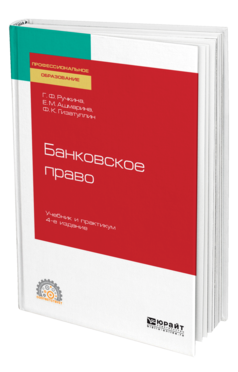 ПРОФЕССИОНАЛЬНОЕ
ОБРАЗОВАНИЕ
Г. Ф. Ручкина,
Е. М. Ашмарина,
Ф. К. Гизатуллин
Банковское
право
Учебник и практикум
4-е издание
юрайт